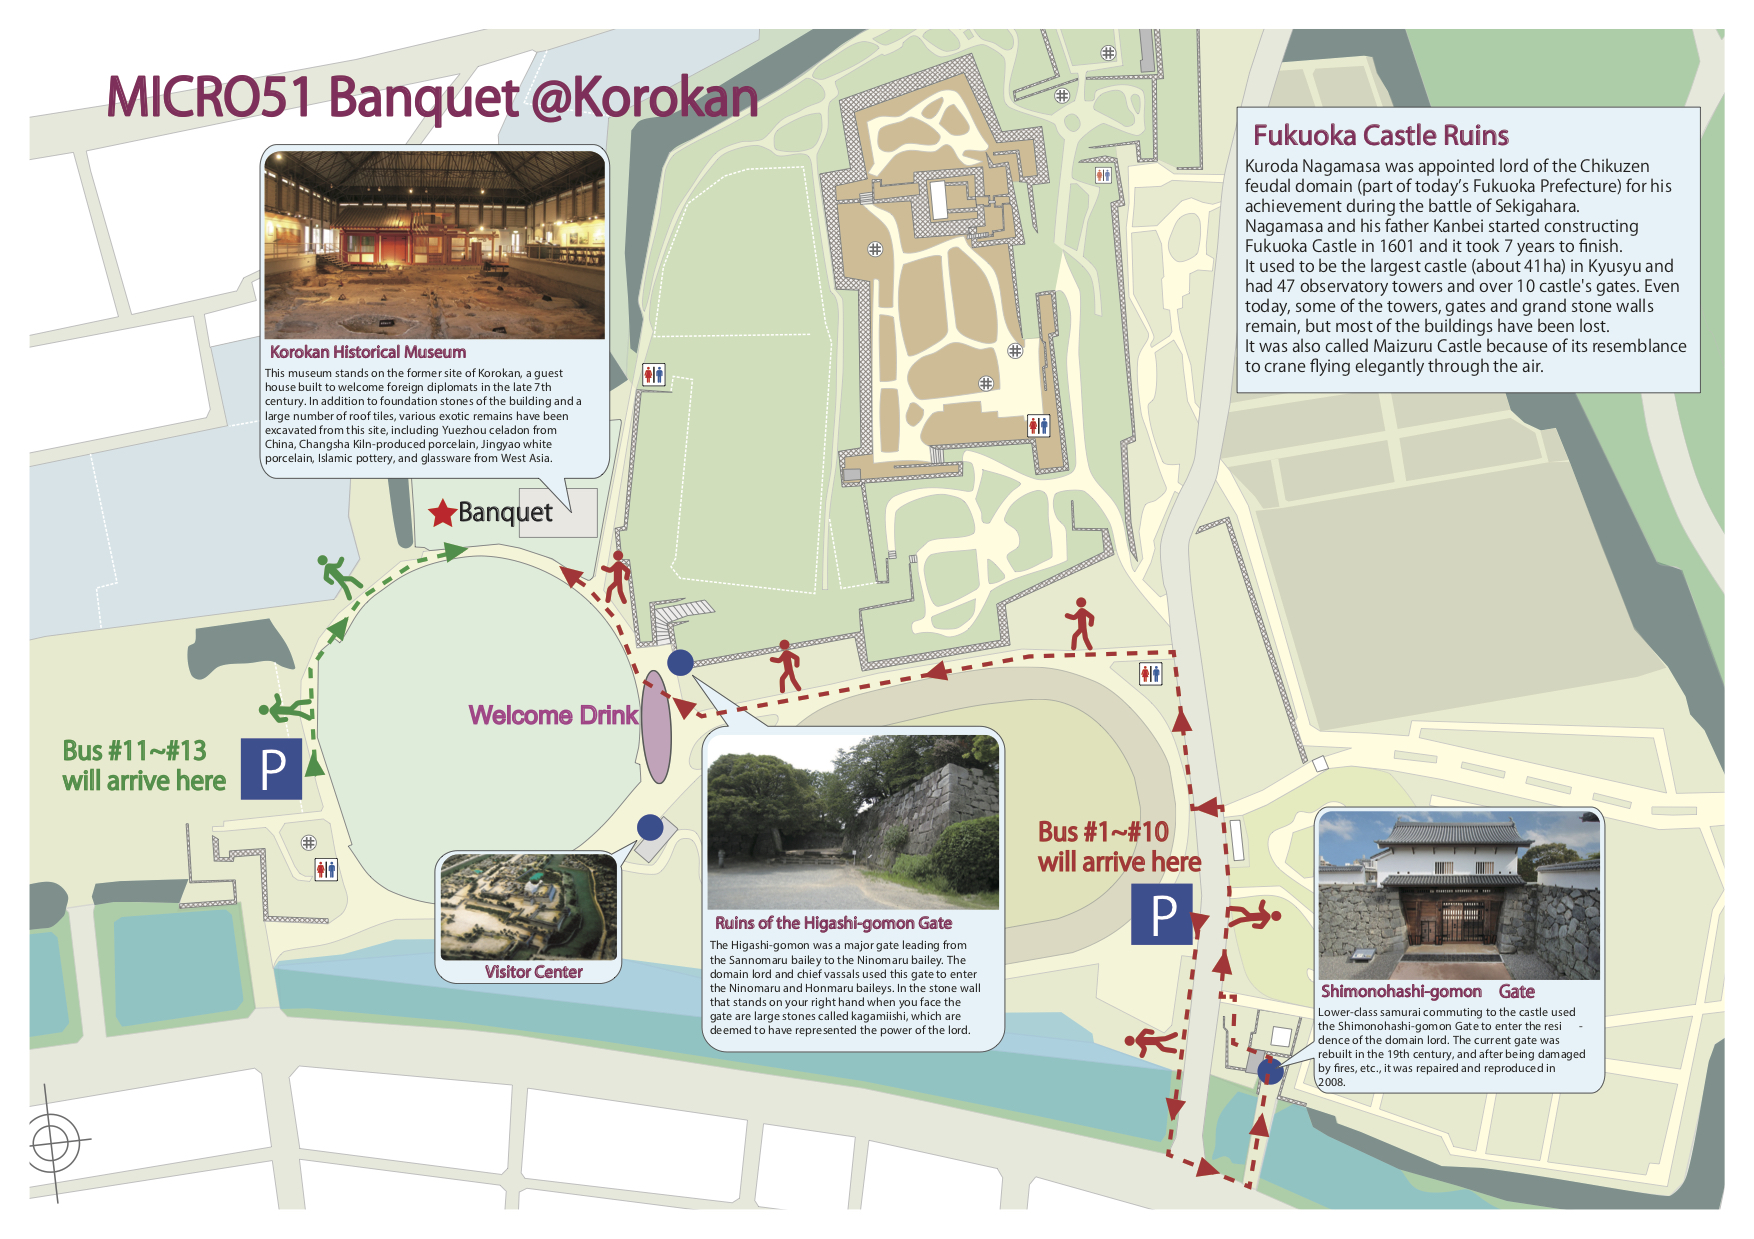 MICRO51 Banquet @Korokan
Korokan Historical Museum
This museum stands on the former site of Korokan, a guest
house built to welcome foreign diplomats in the late 7th
century. In addition to foundation stones of the building and a
large number of roof tiles, various exotic remains have been
excavated from this site, including Yuezhou celadon from
China, Changsha Kiln-produced porcelain, Jingyao white
porcelain, Islamic pottery, and glassware from West Asia.
Fukuoka Castle Ruins
Kuroda Nagamasa was appointed lord of the Chikuzen
feudal domain (part of today's Fukuoka Prefecture) for his
achievement during the battle of Sekigahara.
Nagamasa and his father Kanbei started constructing
Fukuoka Castle in 1601 and it took 7 years to finish.
It used to be the largest castle (about 41ha) in Kyusyu and
had 47 observatory towers and over 10 castle's gates. Even
today, some of the towers, gates and grand stone walls
remain, but most of the buildings have been lost.
It was also called Maizuru Castle because of its resemblance
to crane flying elegantly through the air.
Banquet
Welcome Drink
Bus #11~#13
will arrive here
P
Visitor Center
Ruins of the Higashi-gomon Gate
The Higashi-gomon was a major gate leading from
the Sannomaru bailey to the Ninomaru bailey. The
domain lord and chief vassals used this gate to enter
the Ninomaru and Honmaru baileys. In the stone wall
that stands on your right hand when you face the
gate are large stones called kagamiishi, which are
deemed to have represented the power of the lord.
Bus #1~#10
will arrive here
P
Shimonohashi-gomon Gate
Lower-class samurai commuting to the castle used
the Shimonohashi-gomon Gate to enter the resi -
dence of the domain lord. The current gate was
rebuilt in the 19th century, and after being damaged
by fires, etc., it was repaired and reproduced in
2008.